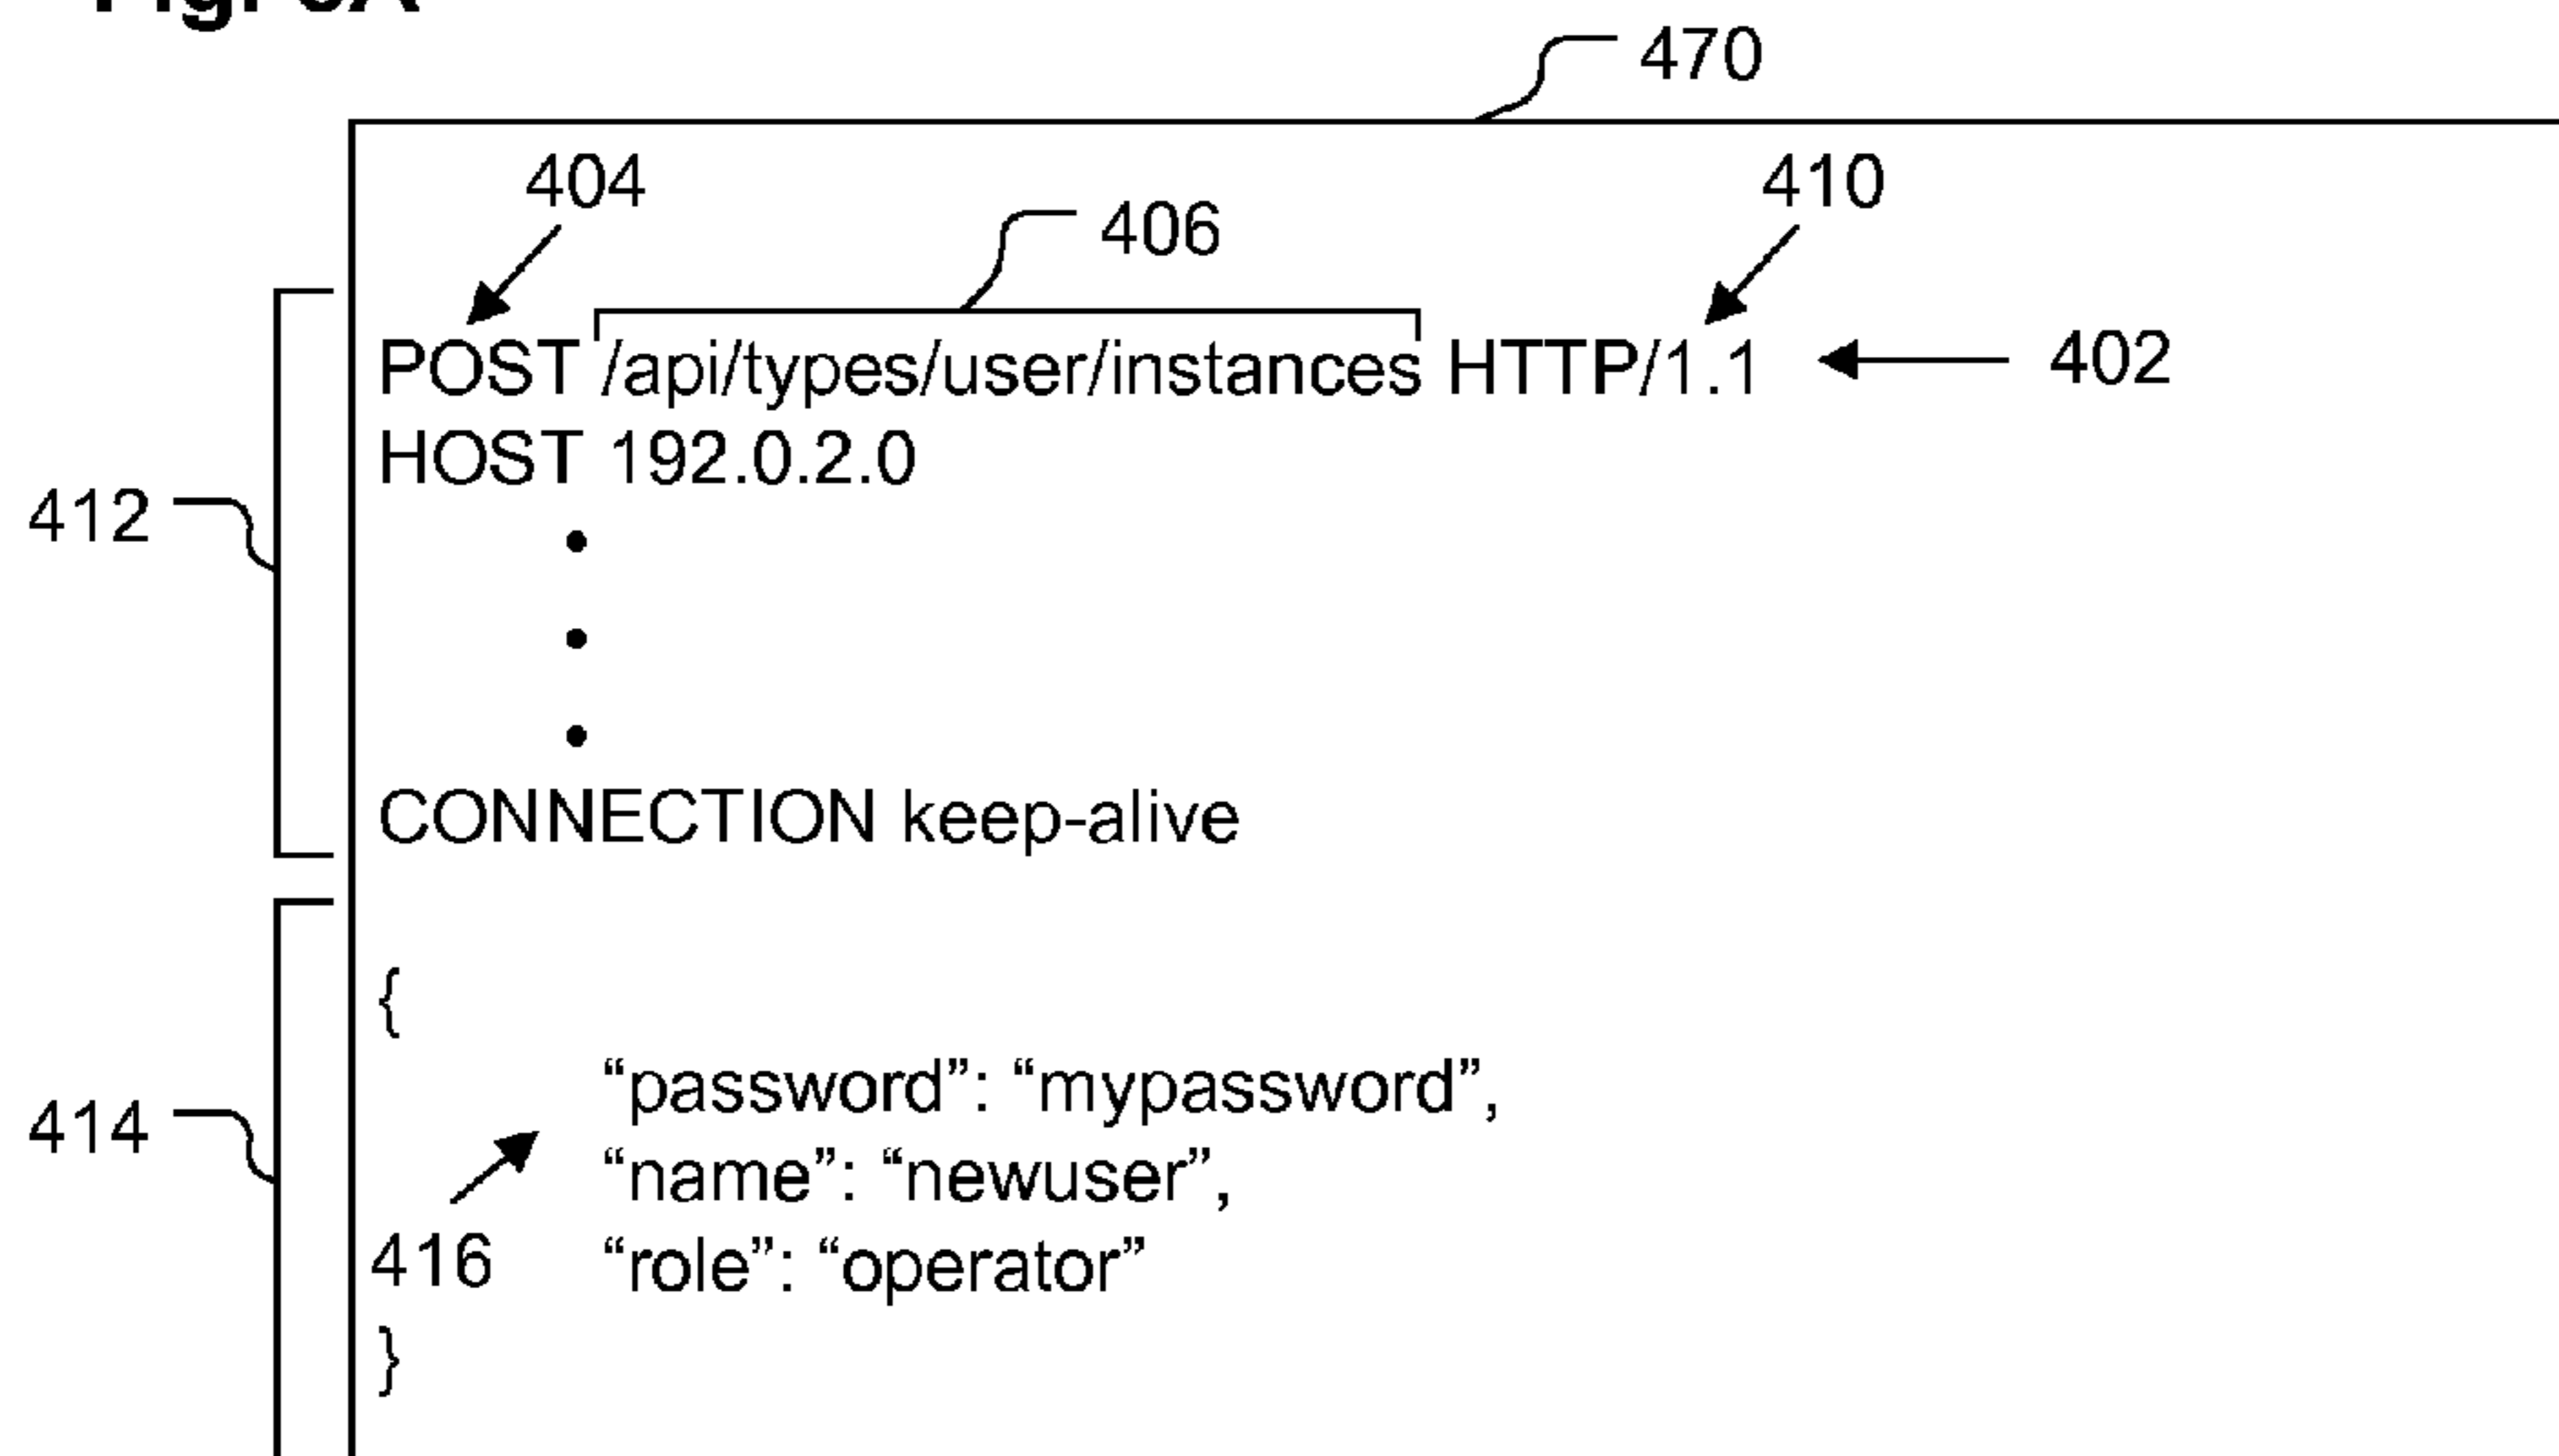 470
404
406
410
POST /api/types/user/instances HTTP/1.1
402
HOST 192.0.2.0
412
CONNECTION keep-alive
{
“password”: “mypassword”,
414
“name”: “newuser”,
416
“role”: “operator”
}